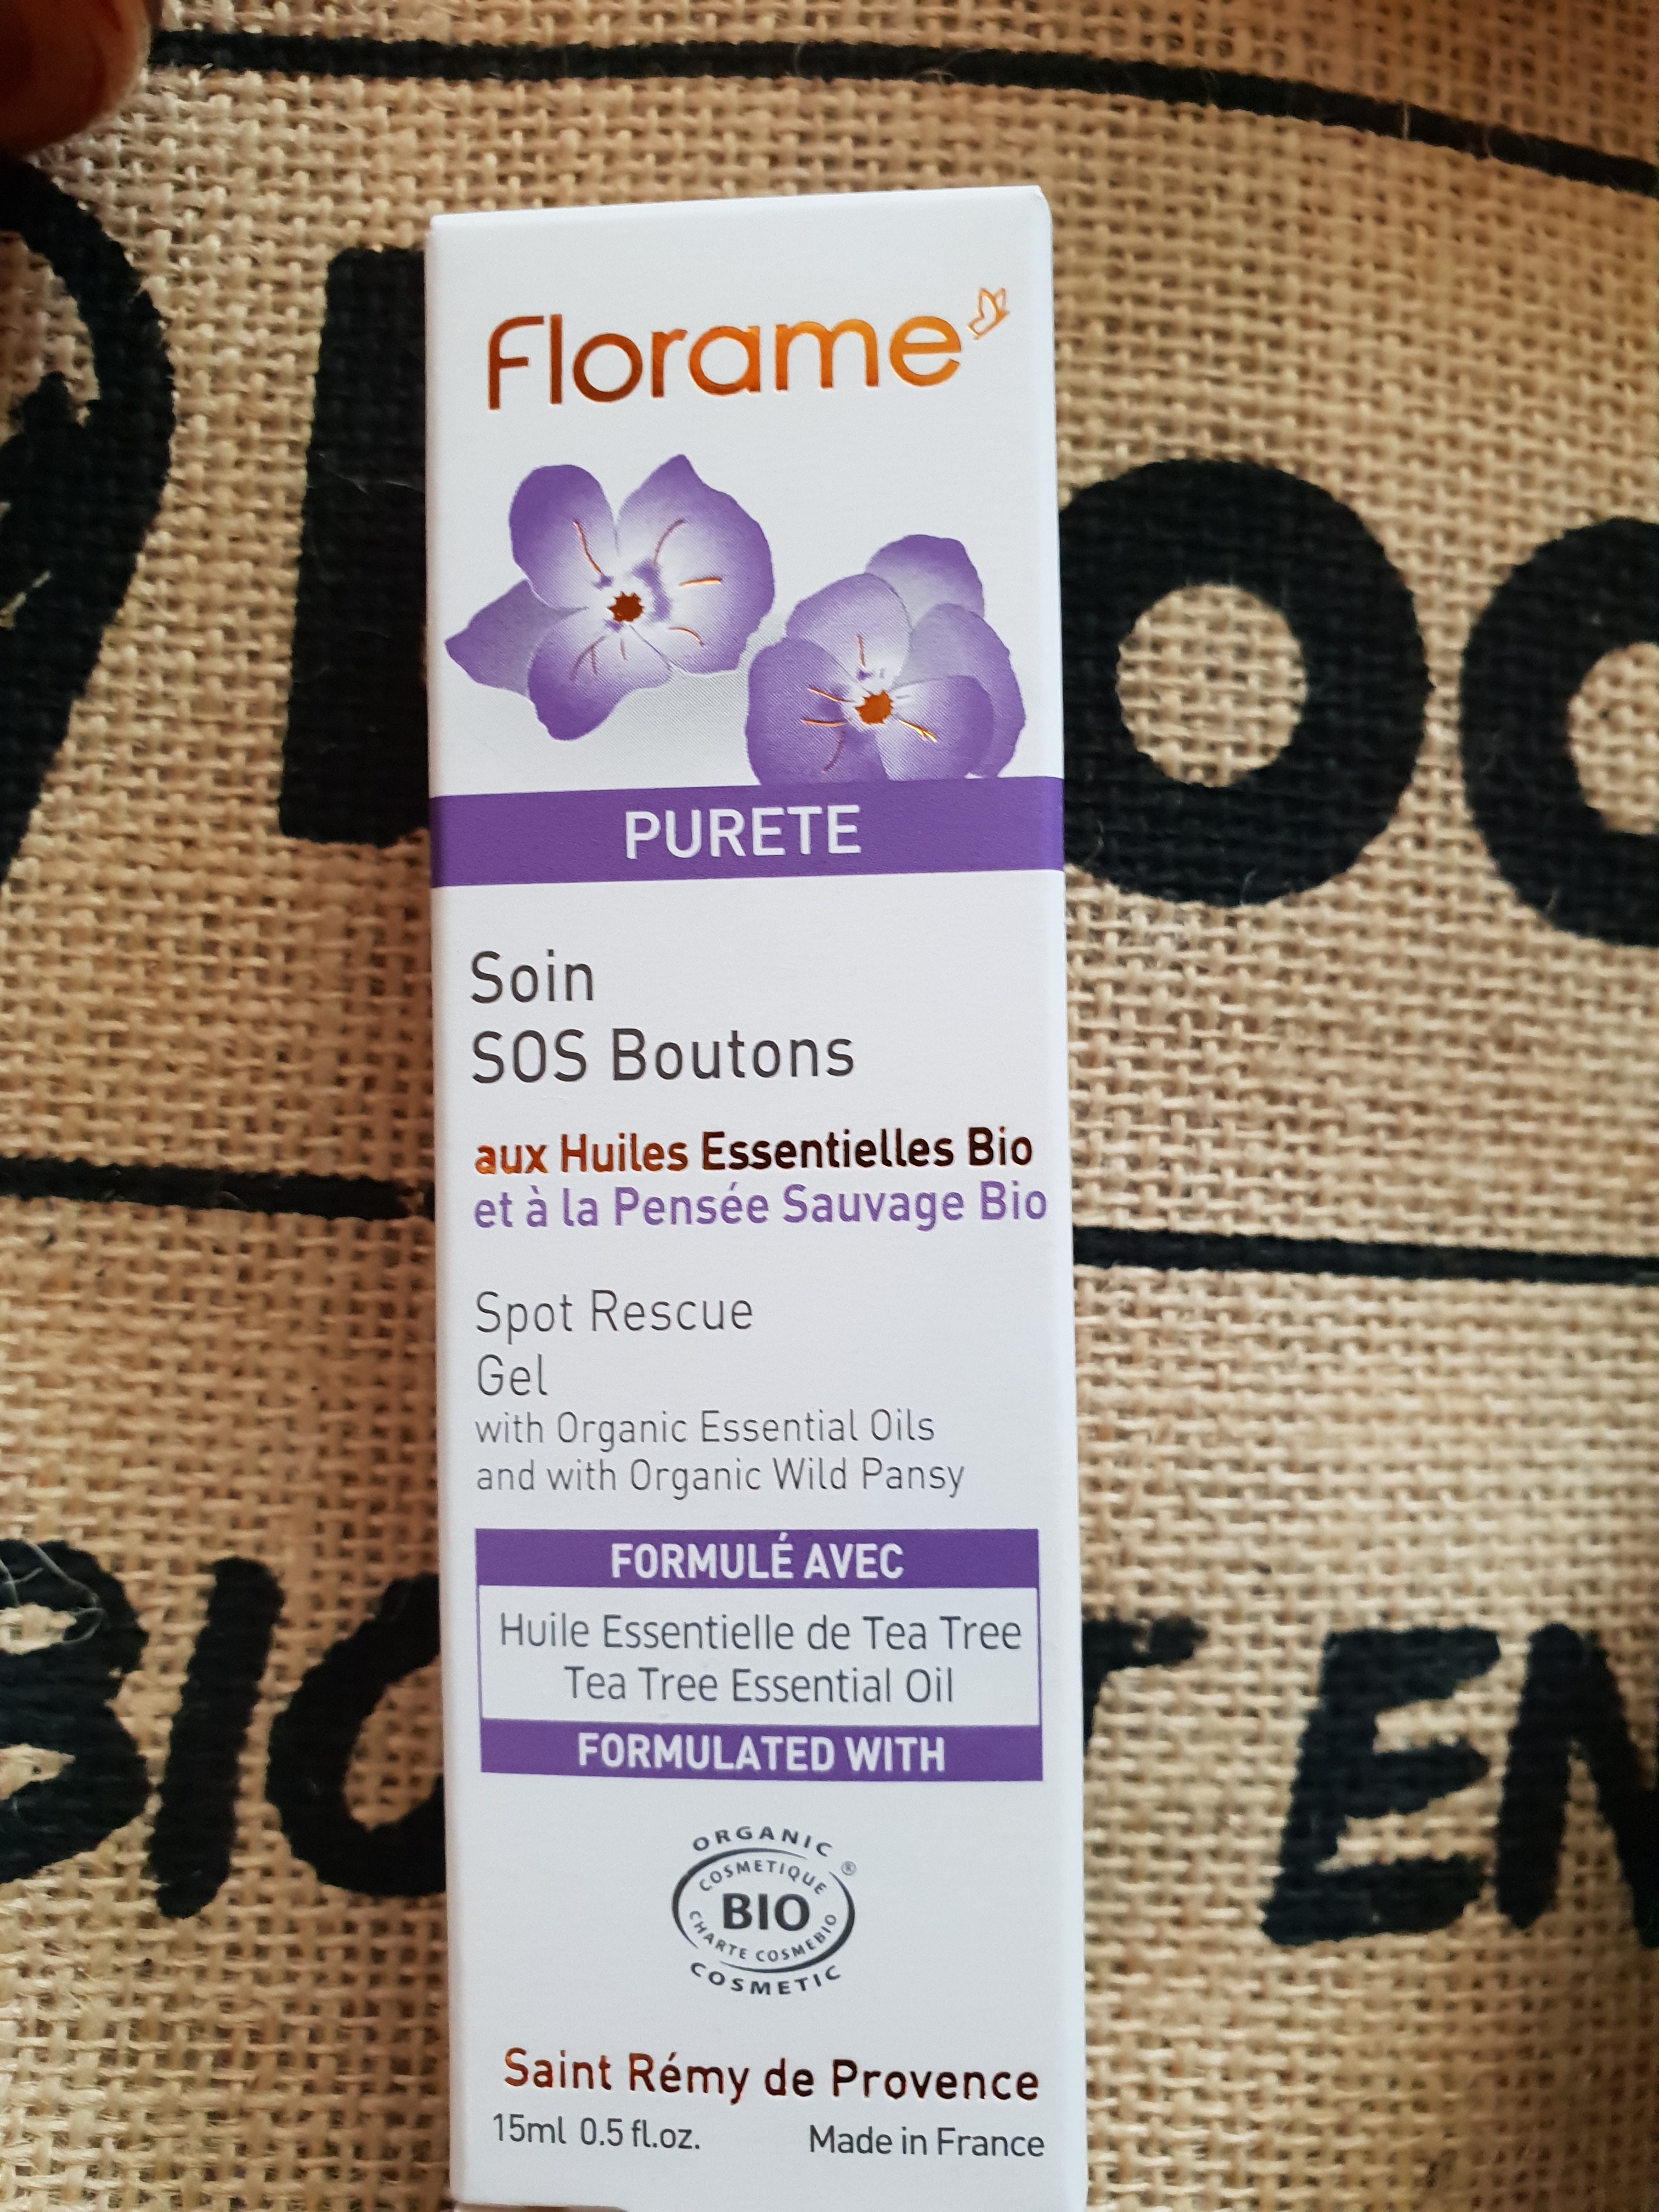 Florame
PURETE
Soin
SOS Boutons
aux Huiles Essentielles Bio
et à la Pensée Sauvage Bio
Spot Rescue
Gel
with Organic Essential Oils
and with Organic Wild Pansy
FORMULÉ AVEC
Huile Essentielle de Tea Tree
Tea Tree Essential Oil
FORMULATED WITH
ORGANIC
COSMETIQUE ®
BIO
CHARTE COSMEBIO
COSMETIC
Saint Rémy de Provence
15ml 0.5 fl.oz. Made in France